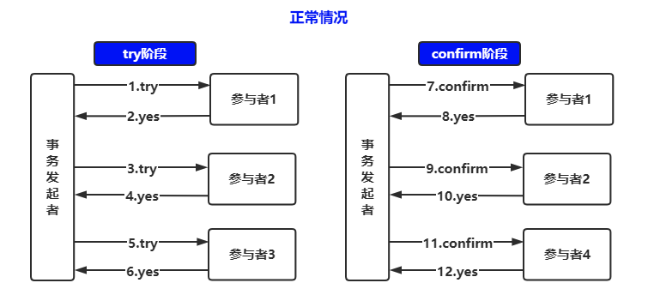 正常情况
try阶段
事务发起者
1.try
参与者1
2.yes
3.try
参与者2
4.yes
5.try
参与者3
6.yes
confirm阶段
事务发起者
7.confirm
参与者1
8.yes
9.confirm
参与者2
10.yes
11.confirm
参与者4
12.yes